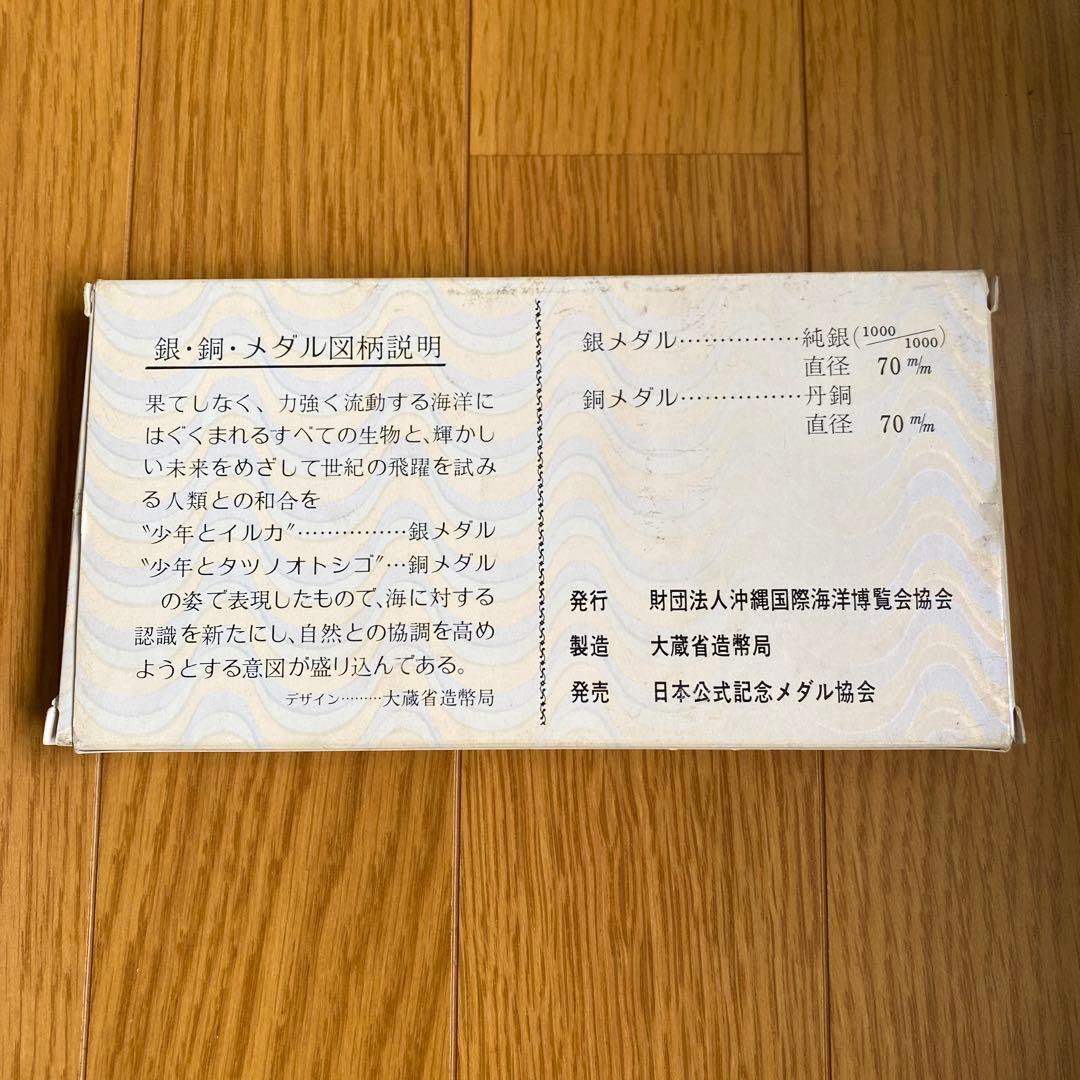 銀・銅・メダル図柄説明
果てしなく、力強く流動する海洋に
はぐくまれるすべての生物と、輝かし
い未来をめざして世紀の飛躍を試み
る人類との和合を
〝少年とイルカ〞……………銀メダル
〝少年とタツノオトシゴ〞…銅メダル
の姿で表現したもので、海に対する
認識を新たにし、自然との協調を高め
ようとする意図が盛り込んである。
デザイン………大蔵省造幣局
銀メダル……………純銀(1000/1000)
直径 70 m/m
銅メダル……………丹銅
直径 70 m/m
発行 財団法人沖縄国際海洋博覧会協会
製造 大蔵省造幣局
発売 日本公式記念メダル協会